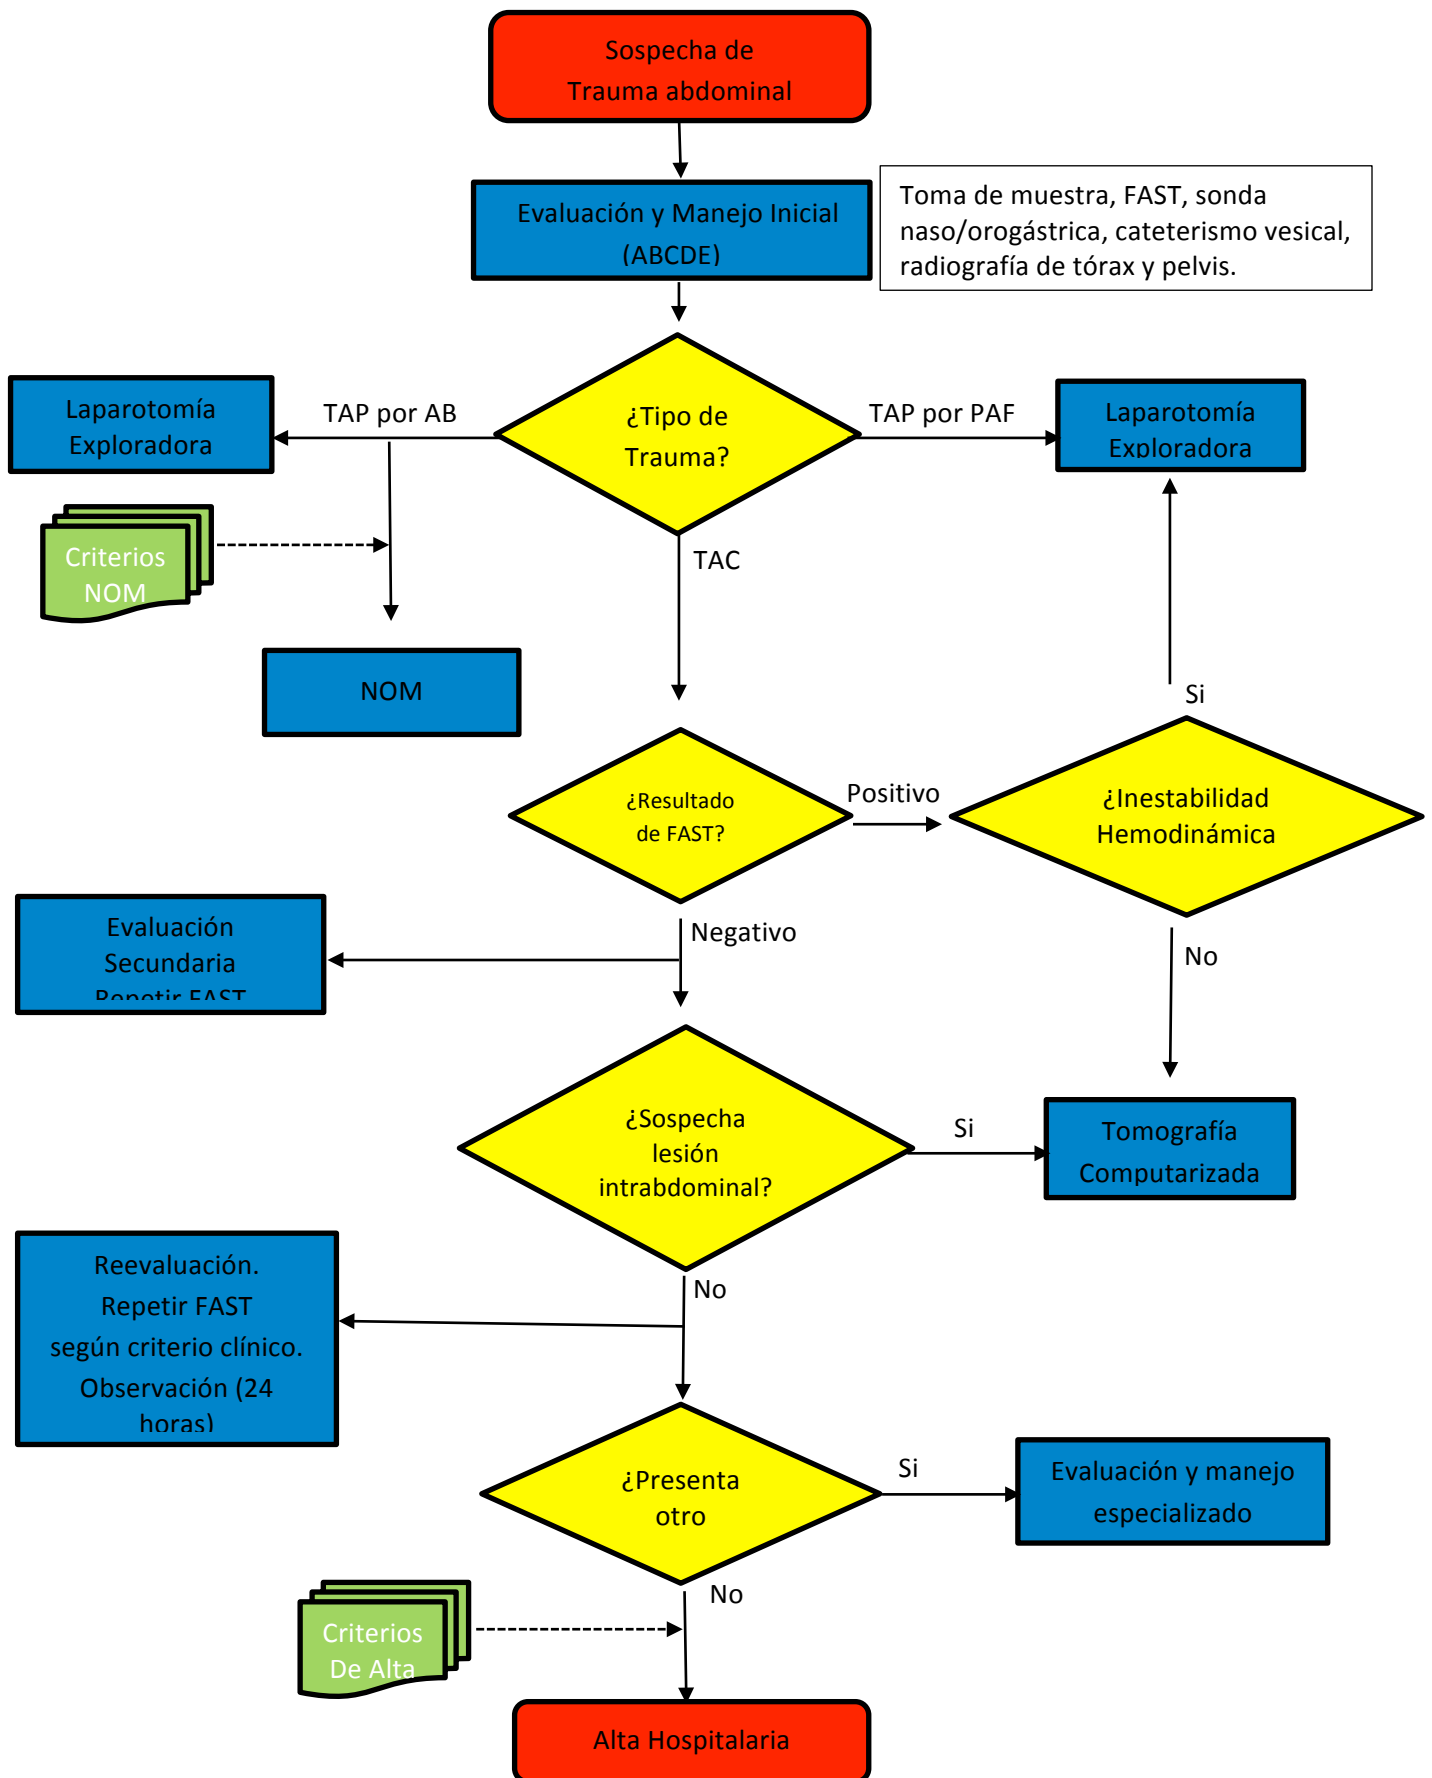 Sospecha de
Trauma abdominal
Evaluación y Manejo Inicial
(ABCDE)
Toma de muestra, FAST, sonda
naso/orogástrica, cateterismo vesical,
radiografía de tórax y pelvis.
Laparotomía
Exploradora
TAP por AB
¿Tipo de
Trauma?
TAP por PAF
Laparotomía
Exploradora
Criterios
NOM
TAC
NOM
Si
¿Resultado
de FAST?
Positivo
¿Inestabilidad
Hemodinámica
Evaluación
Secundaria
Repetir FAST
Negativo
No
¿Sospecha
lesión
intrabdominal?
Si
Tomografía
Computarizada
Reevaluación.
Repetir FAST
según criterio clínico.
Observación (24
horas)
No
¿Presenta
otro
Si
Evaluación y manejo
especializado
No
Criterios
De Alta
Alta Hospitalaria